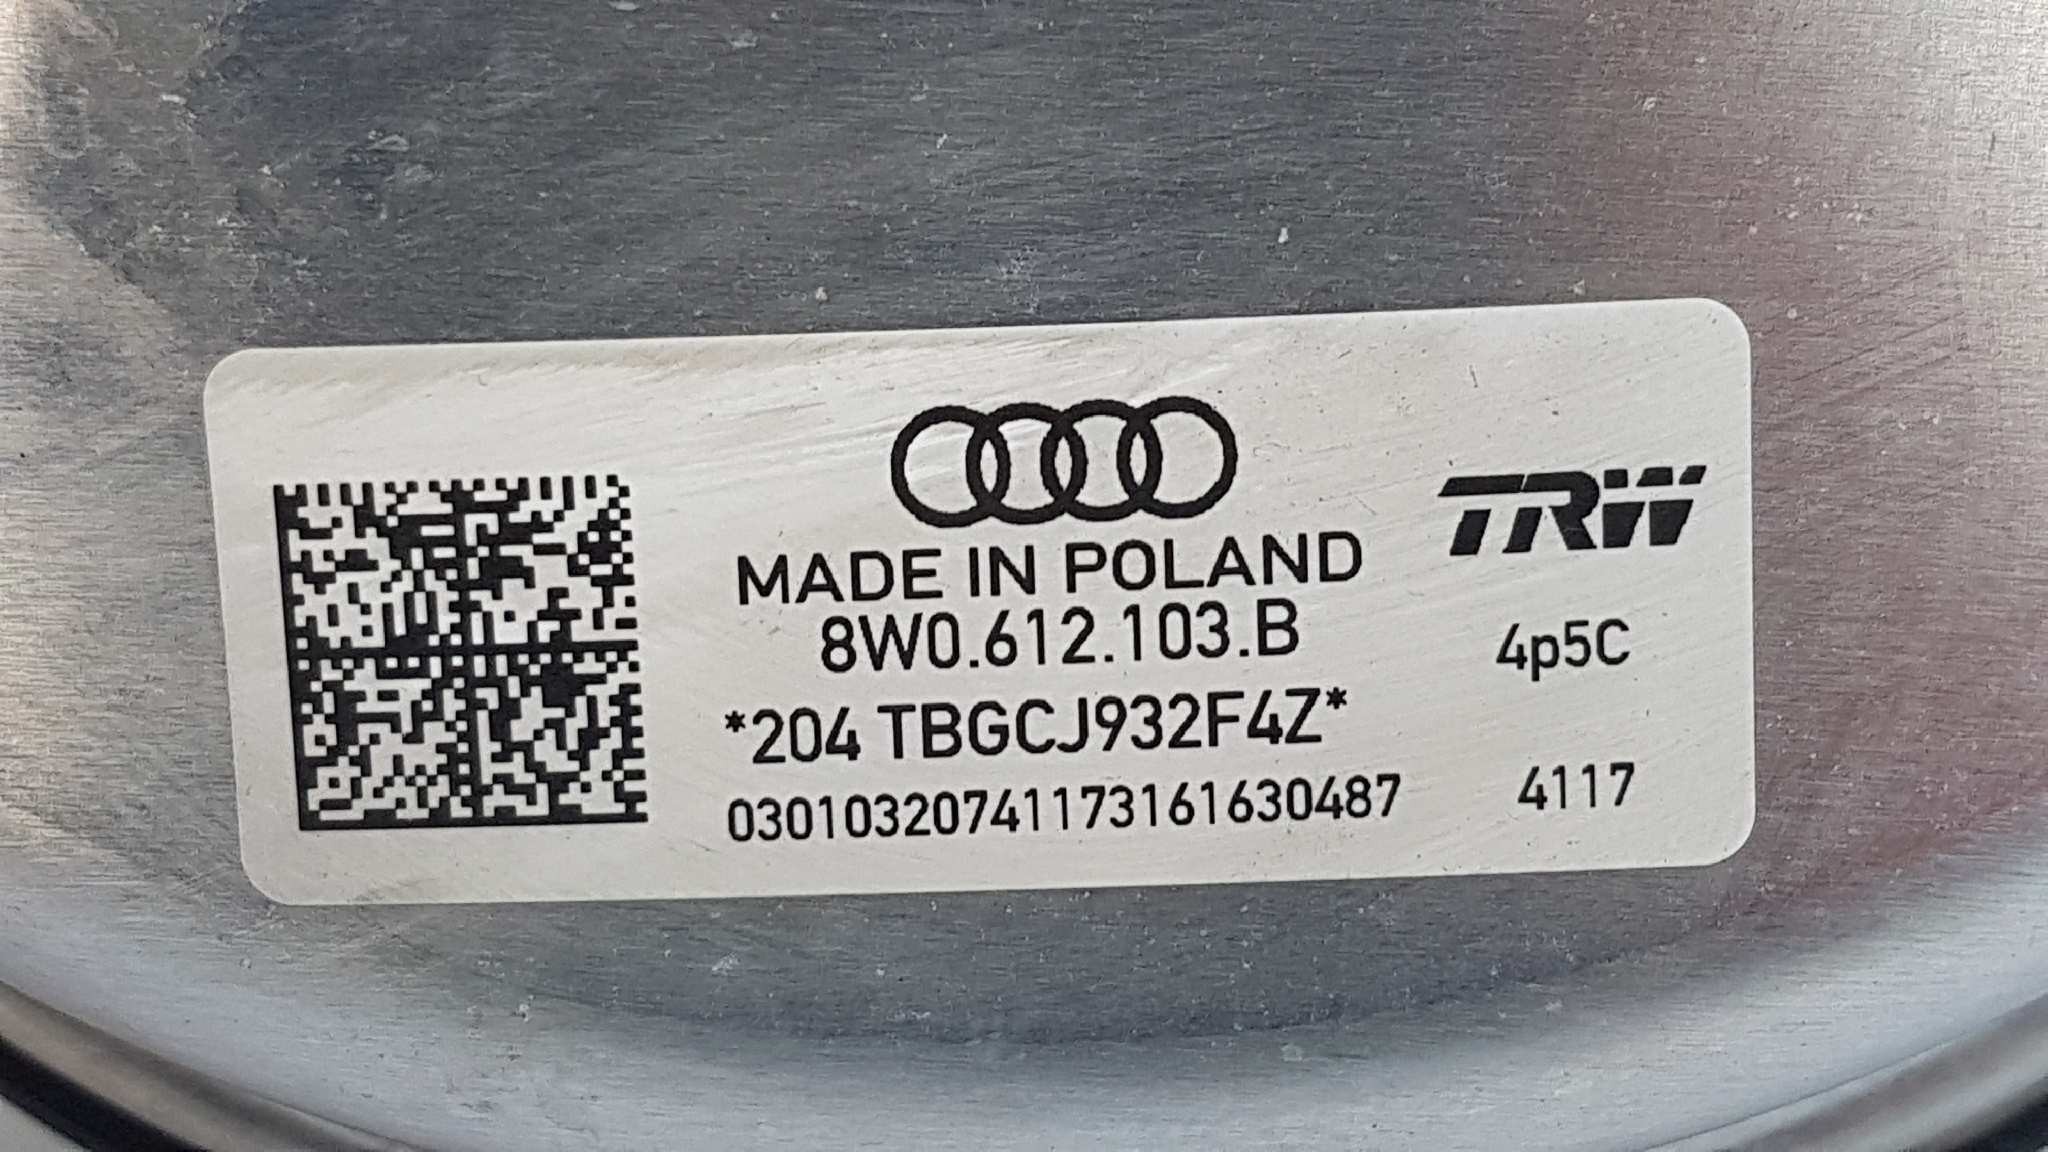 MADE IN POLAND
TRW
8W0.612.103.B
4p5C
*204 TBGCJ932F4Z*
03010320741173161630487
4117